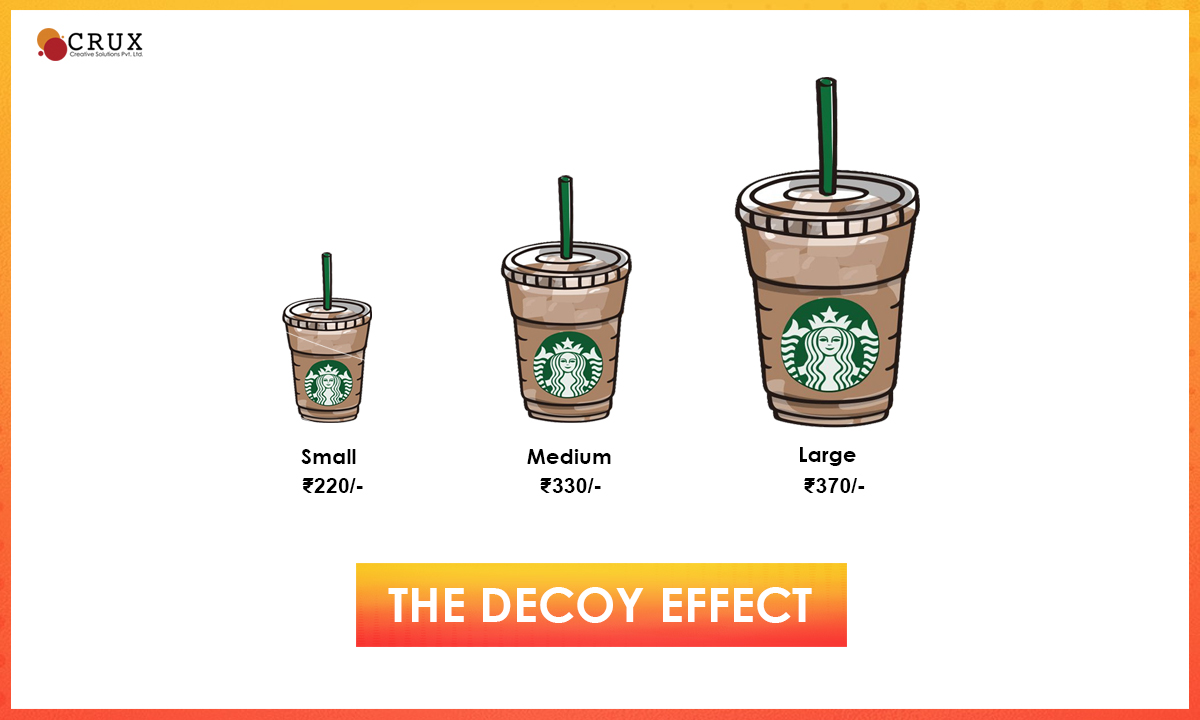 CRUX
Creative Solutions Pvt. Ltd.
Small
₹220/-
Medium
₹330/-
Large
₹370/-
THE DECOY EFFECT